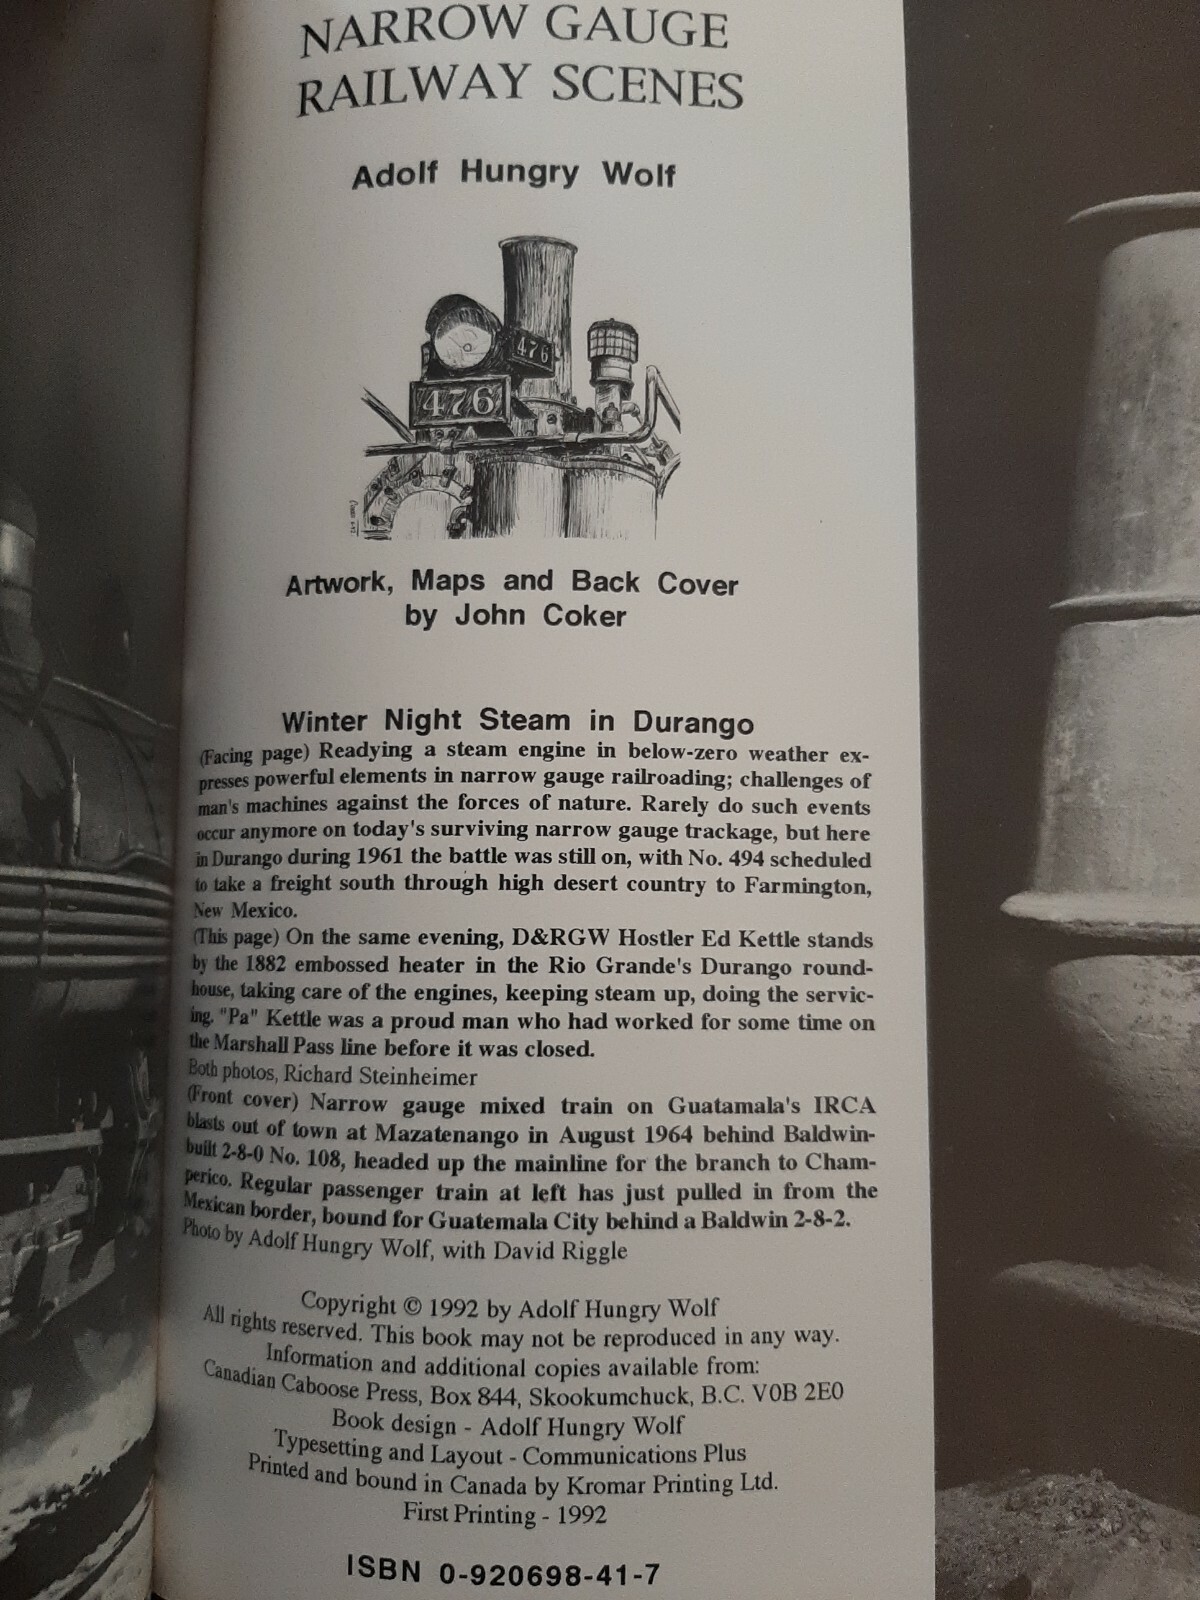 NARROW GAUGE
RAILWAY SCENES
Adolf Hungry Wolf
476
476
Artwork, Maps and Back Cover
by John Coker
Winter Night Steam in Durango
(Facing page) Readying a steam engine in below-zero weather ex-
presses powerful elements in narrow gauge railroading; challenges of
man's machines against the forces of nature. Rarely do such events
occur anymore on today's surviving narrow gauge trackage, but here
in Durango during 1961 the battle was still on, with No. 494 scheduled
to take a freight south through high desert country to Farmington,
New Mexico.
(This page) On the same evening, D&RGW Hostler Ed Kettle stands
by the 1882 embossed heater in the Rio Grande's Durango round-
house, taking care of the engines, keeping steam up, doing the servic-
ing. "Pa" Kettle was a proud man who had worked for some time on
the Marshall Pass line before it was closed.
Both photos, Richard Steinheimer
(Front cover) Narrow gauge mixed train on Guatamala's IRCA
blasts out of town at Mazatenango in August 1964 behind Baldwin-
built 2-8-0 No. 108, headed up the mainline for the branch to Cham-
perico. Regular passenger train at left has just pulled in from the
Mexican border, bound for Guatemala City behind a Baldwin 2-8-2.
Photo by Adolf Hungry Wolf, with David Riggle
Copyright © 1992 by Adolf Hungry Wolf
All rights reserved. This book may not be reproduced in any way.
Information and additional copies available from:
Canadian Caboose Press, Box 844, Skookumchuck, B.C. V0B 2E0
Book design - Adolf Hungry Wolf
Typesetting and Layout - Communications Plus
Printed and bound in Canada by Kromar Printing Ltd.
First Printing - 1992
ISBN 0-920698-41-7